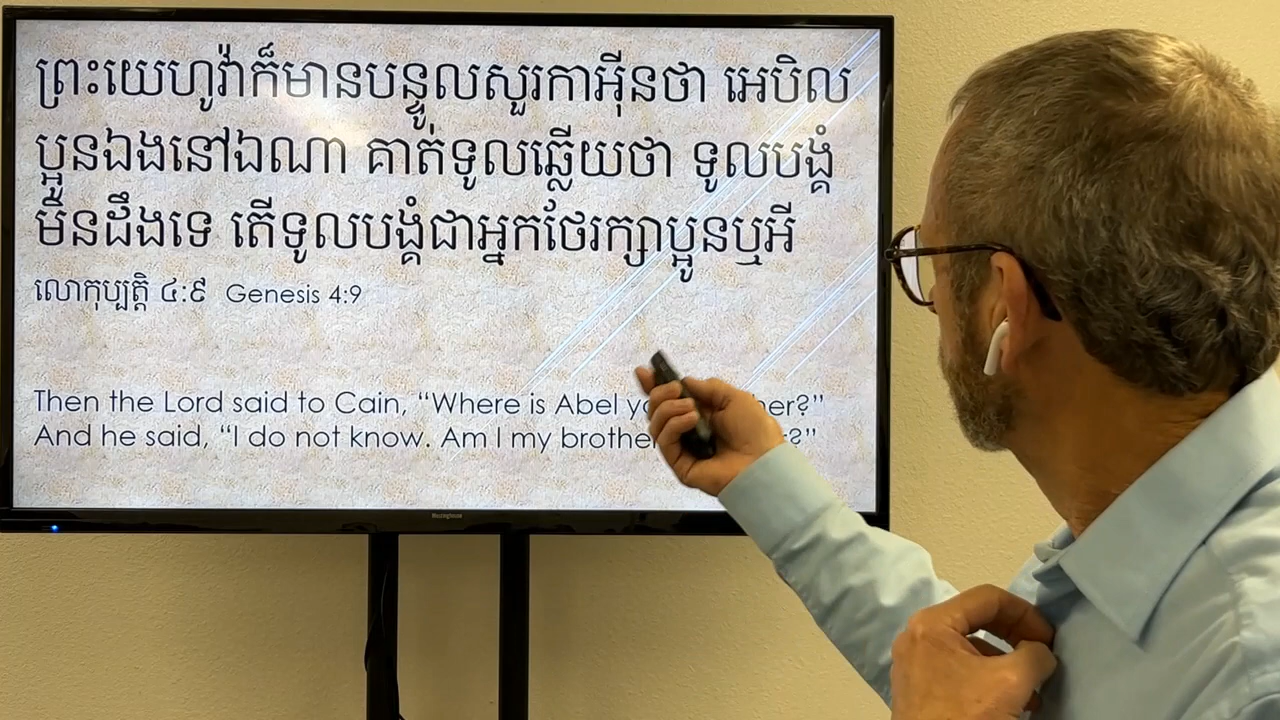 ព្រះយេហូវ៉ាក៏មានបន្ទូលសួរកាអ៊ីនថា អេបិល
ប្អូនឯងនៅឯណា គាត់ទូលឆ្លើយថា ទូលបង្គំ
មិនដឹងទេ តើទូលបង្គំជាអ្នកថែរក្សាប្អូនឬអី
លោកុប្បត្តិ ៤:៩ Genesis 4:9
Then the Lord said to Cain, “Where is Abel
And he said, “I do not know. Am I my
Westinghouse